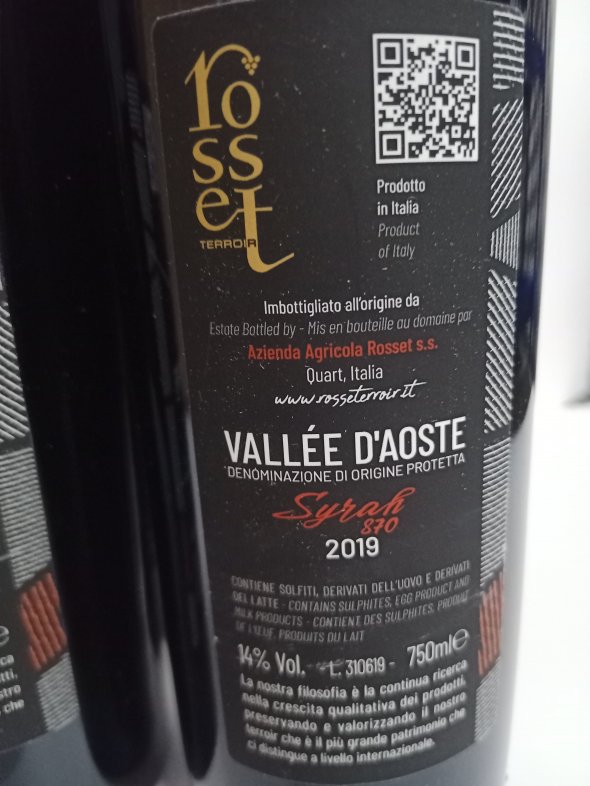 rosset
TERROIR
Prodotto
in Italia
Product
of Italy
Imbottigliato all'origine da
Estate Bottled by - Mis en bouteille au domaine par
Azienda Agricola Rosset s.s.
Quart, Italia
www.rosseterroir.it
VALLÉE D'AOSTE
DENOMINAZIONE DI ORIGINE PROTETTA
Syrah
870
2019
CONTIENE SOLFITI, DERIVATI DELL'UOVO E DERIVATI
DEL LATTE - CONTAINS SULPHITES, EGG PRODUCT AND
MILK PRODUCTS - CONTIENT DES SULPHITES, PRODUIT
DE L'ŒUF, PRODUITS DU LAIT
14% Vol. L. 310619 - 750ml e
La nostra filosofia è la continua ricerca
nella crescita qualitativa dei prodotti,
preservando e valorizzando il nostro
terroir che è il più grande patrimonio che
ci distingue a livello internazionale.